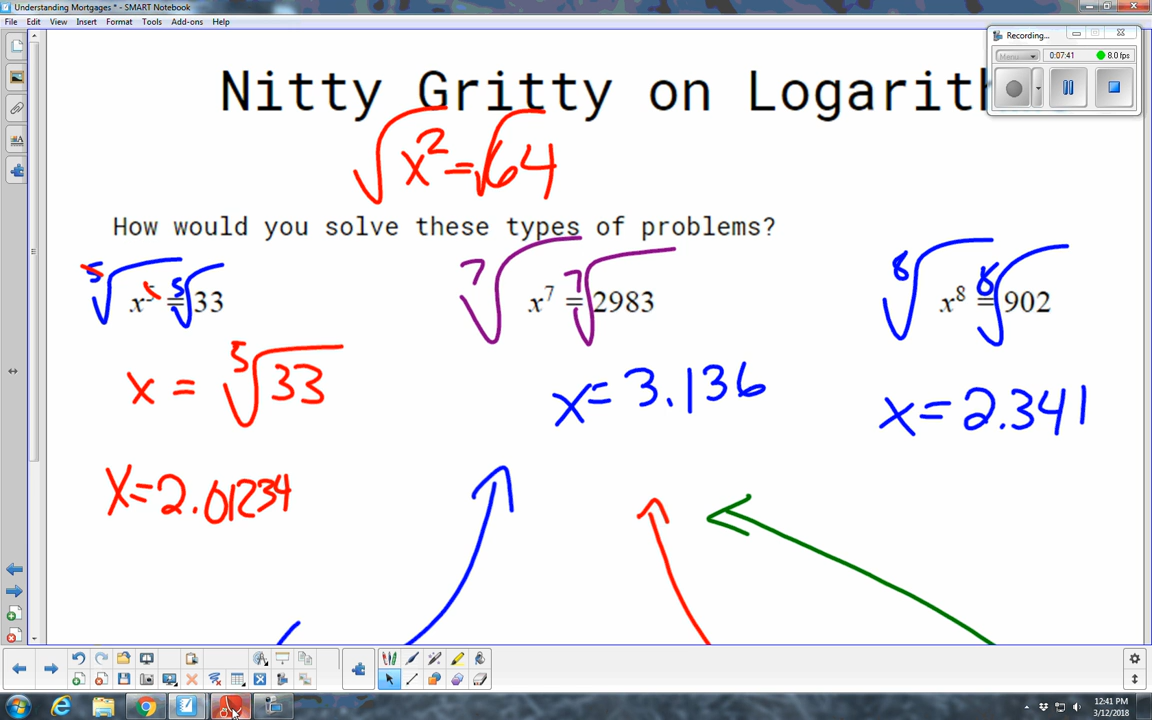 Understanding Mortgages * - SMART Notebook
File Edit View Insert Format Tools Add-ons Help
Recording...
Menu
0:07:41 8.0 fps
Nitty Gritty on Logarith
√x² = √64
How would you solve these types of problems?
⁵√x⁵ = ⁵√33
⁷√x⁷ = ⁷√2983
⁸√x⁸ = ⁸√902
x = ⁵√33
x = 3.136
x = 2.341
x = 2.01234
12:41 PM
3/12/2018